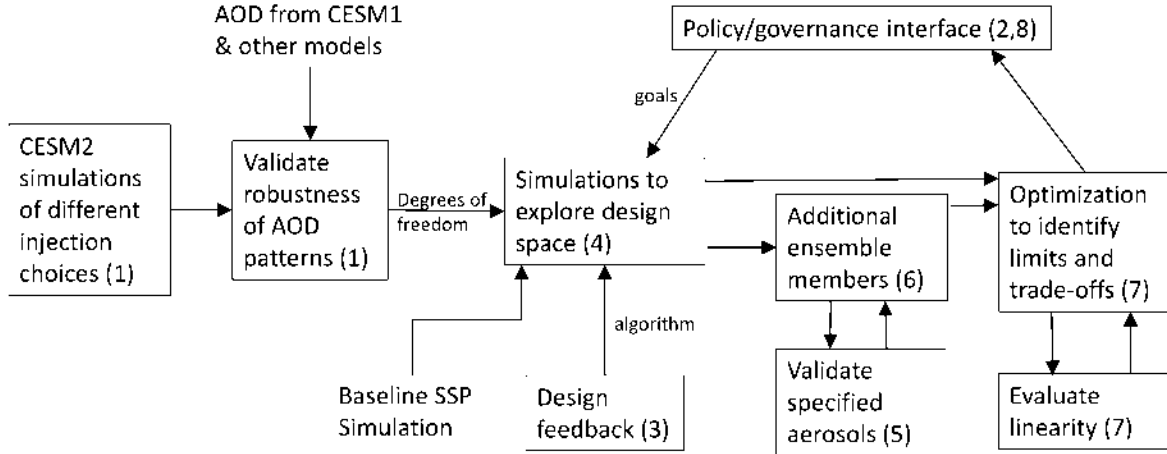 AOD from CESM1
& other models
Policy/governance interface (2,8)
goals
CESM2
simulations
of different
injection
choices (1)
Validate
robustness
of AOD
patterns (1)
Degrees of
freedom
Simulations to
explore design
space (4)
Additional
ensemble
members (6)
Optimization
to identify
limits and
trade-offs (7)
algorithm
Baseline SSP
Simulation
Design
feedback (3)
Validate
specified
aerosols (5)
Evaluate
linearity (7)